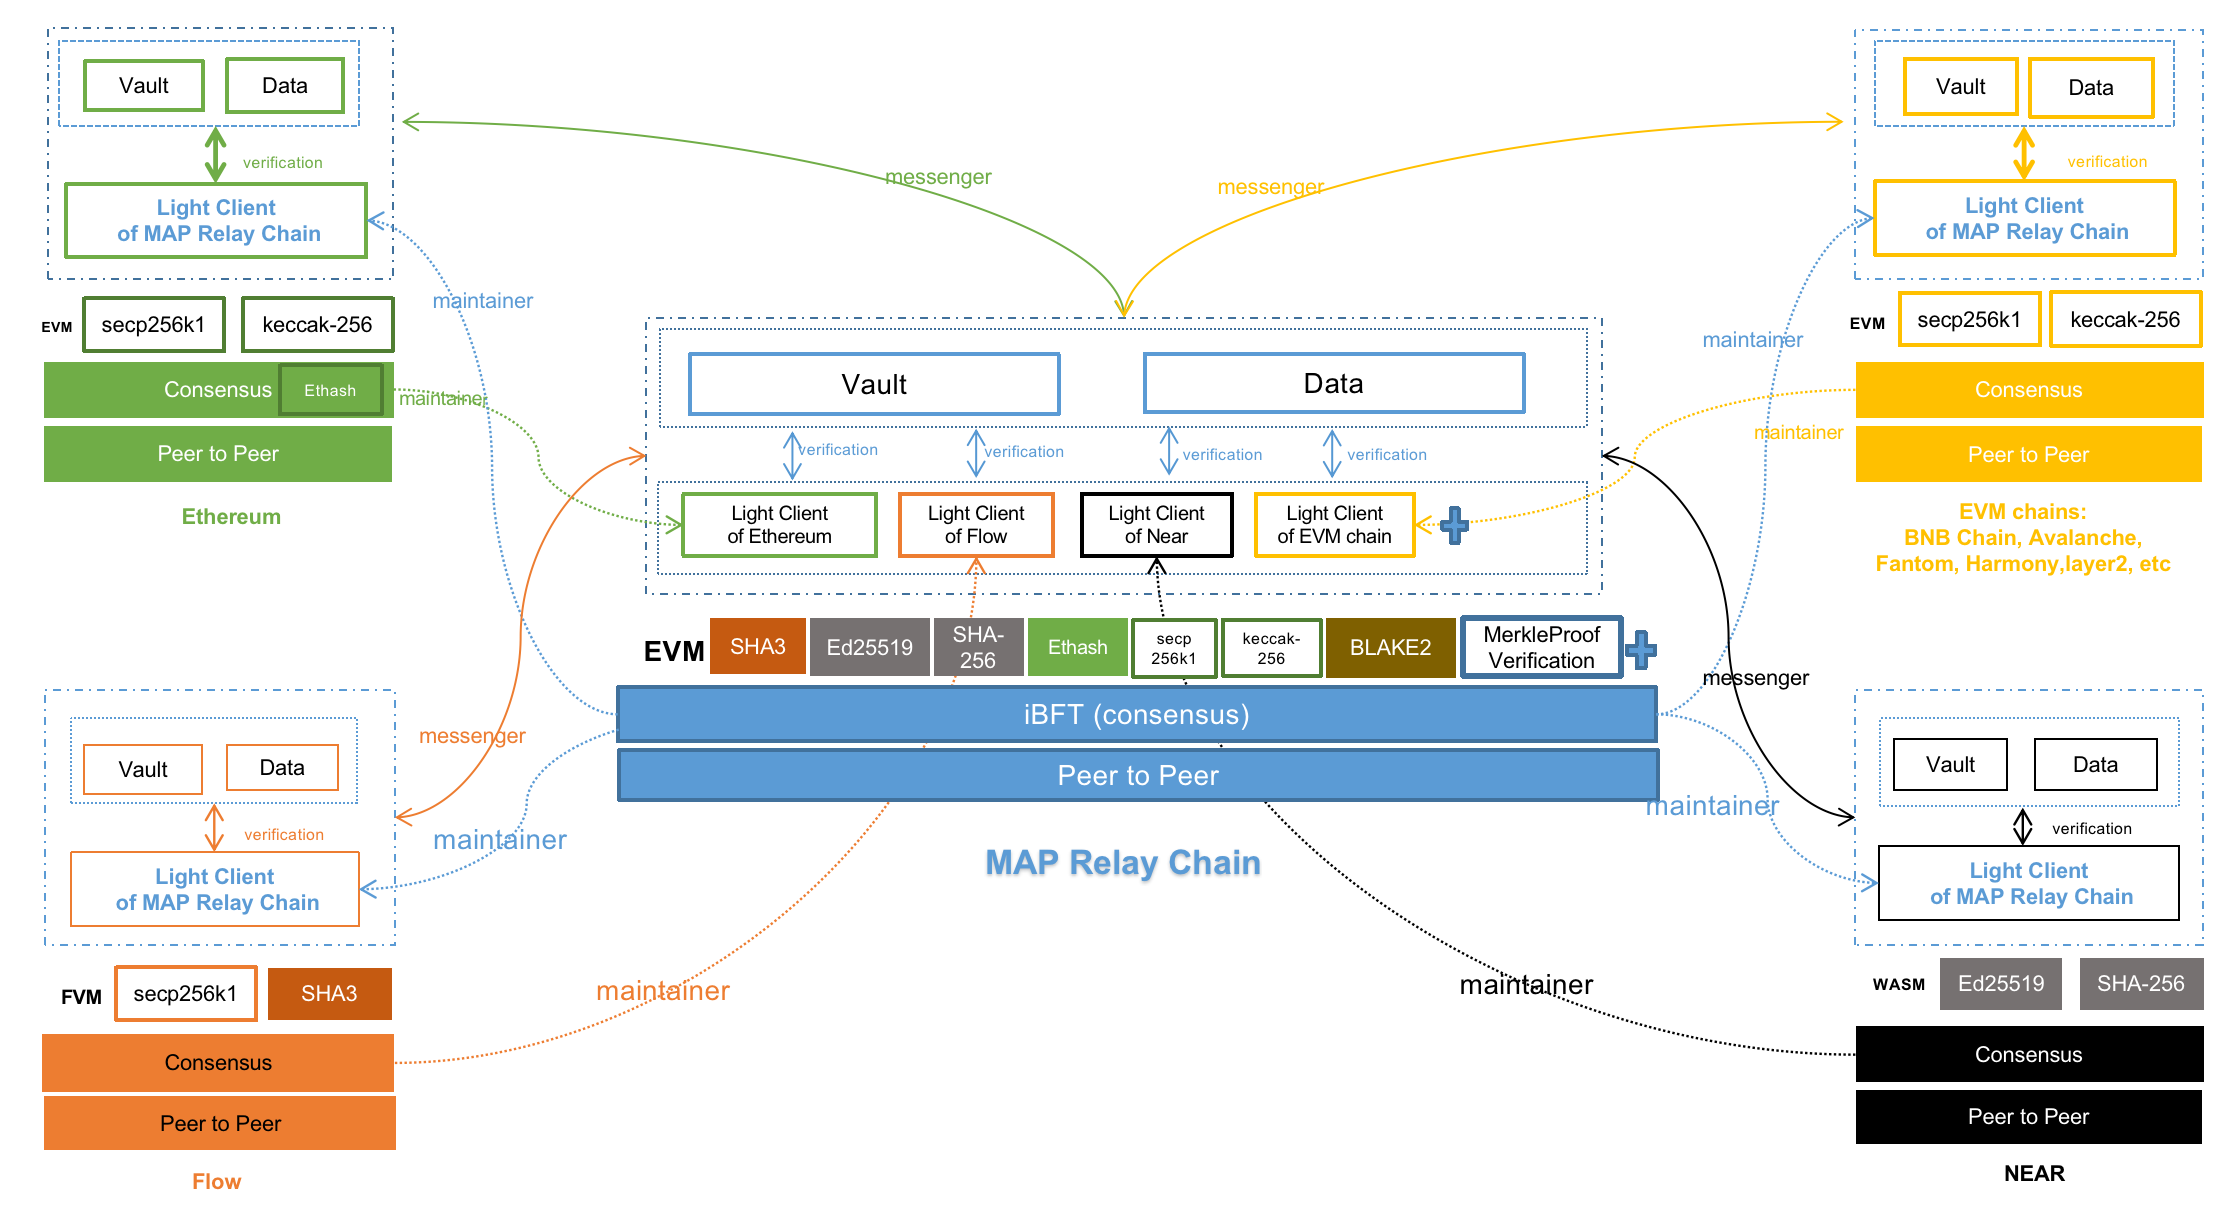 Vault
Data
verification
Light Client
of MAP Relay Chain
EVM
secp256k1
keccak-256
Consensus
Ethash
Peer to Peer
Ethereum
maintainer
maintainer
messenger
messenger
Vault
Data
verification
Light Client
of MAP Relay Chain
EVM
secp256k1
keccak-256
Consensus
Peer to Peer
EVM chains:
BNB Chain, Avalanche,
Fantom, Harmony,layer2, etc
maintainer
maintainer
Vault
Data
verification
verification
verification
verification
Light Client
of Ethereum
Light Client
of Flow
Light Client
of Near
Light Client
of EVM chain
EVM
SHA3
Ed25519
SHA-
256
Ethash
secp
256k1
keccak-
256
BLAKE2
MerkleProof
Verification
iBFT (consensus)
Peer to Peer
MAP Relay Chain
messenger
maintainer
maintainer
Vault
Data
verification
Light Client
of MAP Relay Chain
FVM
secp256k1
SHA3
Consensus
Peer to Peer
Flow
messenger
maintainer
maintainer
Vault
Data
verification
Light Client
of MAP Relay Chain
WASM
Ed25519
SHA-256
Consensus
Peer to Peer
NEAR